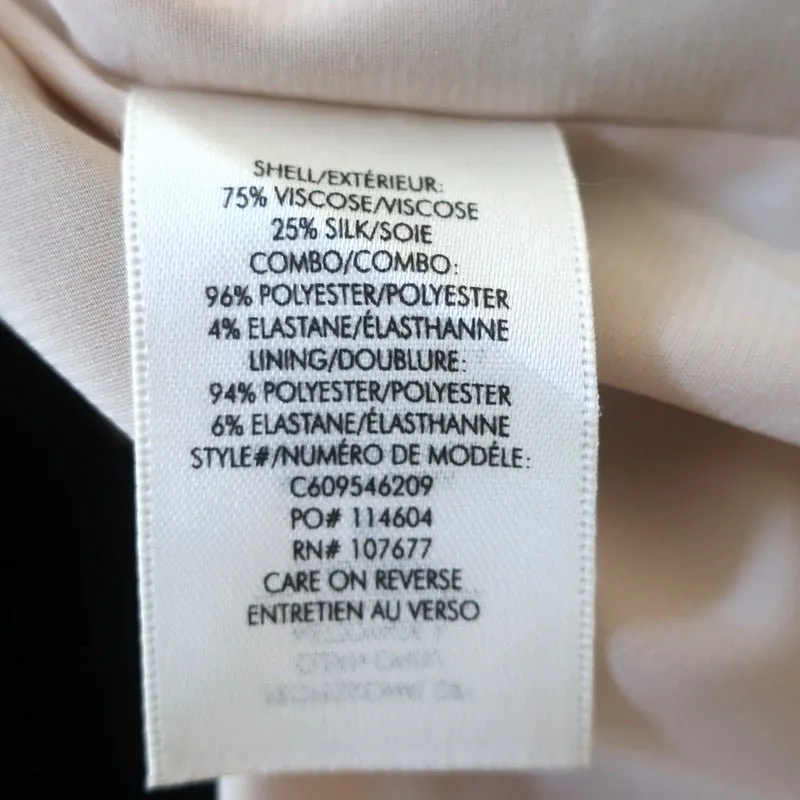 SHELL/EXTÉRIEUR:
75% VISCOSE/VISCOSE
25% SILK/SOIE
COMBO/COMBO:
96% POLYESTER/POLYESTER
4% ELASTANE/ÉLASTHANNE
LINING/DOUBLURE:
94% POLYESTER/POLYESTER
6% ELASTANE/ÉLASTHANNE
STYLE#/NUMÉRO DE MODÉLE:
C609546209
PO# 114604
RN# 107677
CARE ON REVERSE
ENTRETIEN AU VERSO